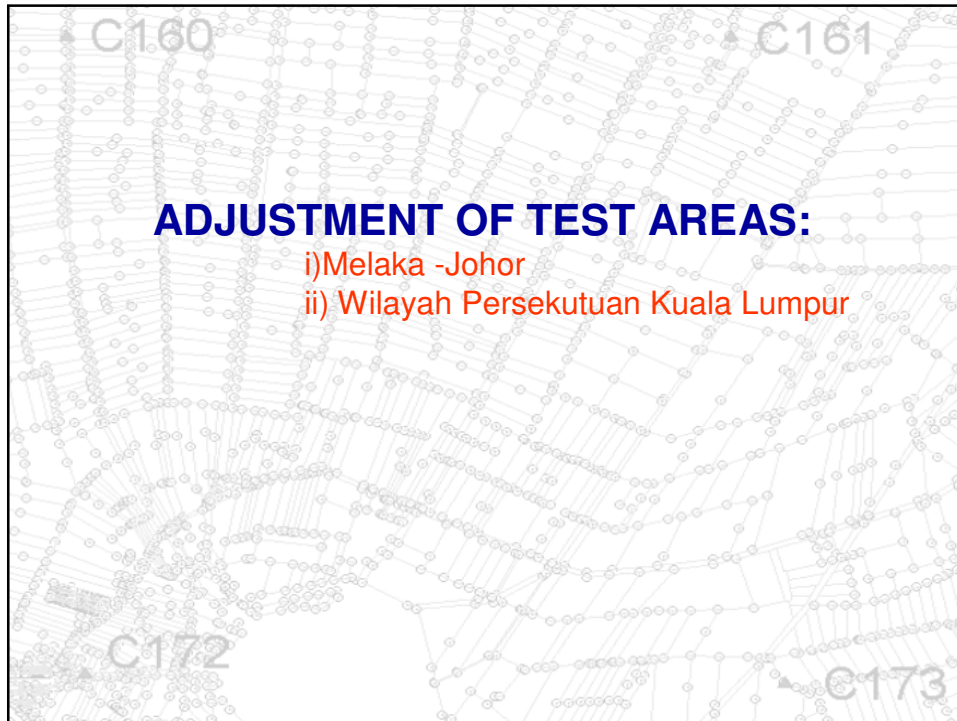 C160
C161
ADJUSTMENT OF TEST AREAS:
i)Melaka -Johor
ii) Wilayah Persekutuan Kuala Lumpur
C172
C173